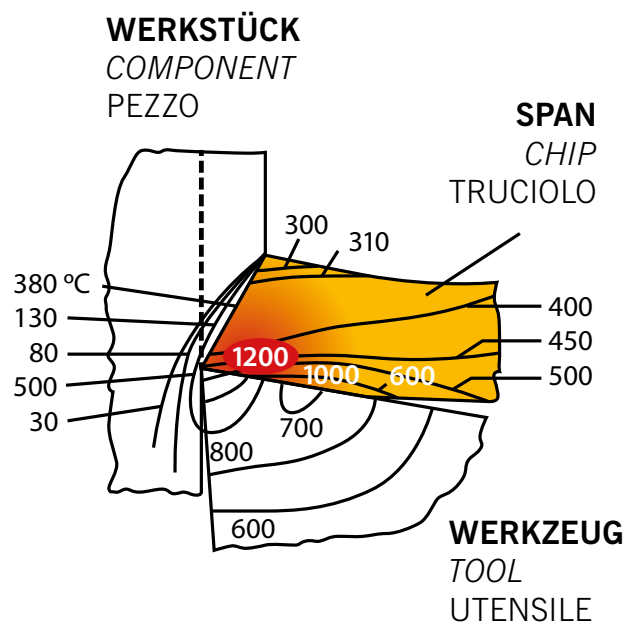 WERKSTÜCK
COMPONENT
PEZZO
SPAN
CHIP
TRUCIOLO
300
310
380 ºC
130
80
500
30
400
450
500
1200
1000
600
700
800
600
WERKZEUG
TOOL
UTENSILE